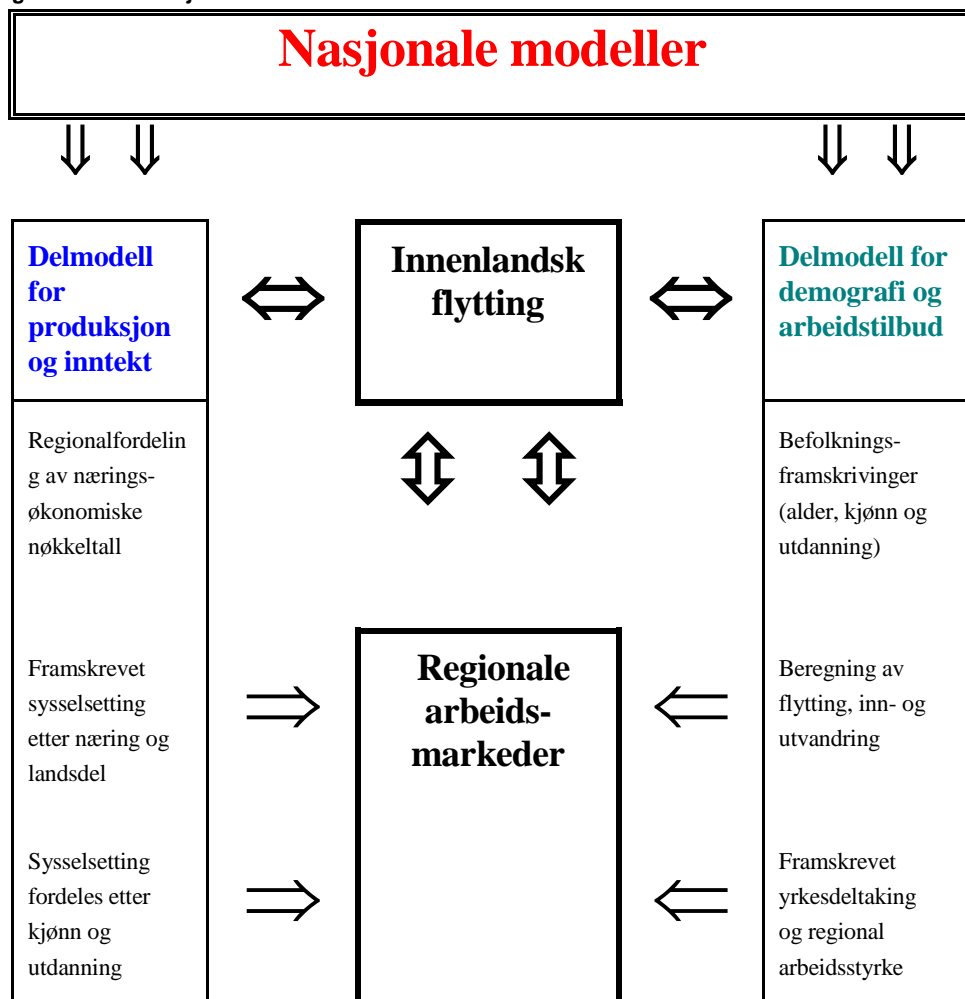 Nasjonale modeller
Delmodell
for
produksjon
og inntekt
Regionalfordelin
g av nærings-
økonomiske
nøkkeltall
Framskrevet
sysselsetting
etter næring og
landsdel
Sysselsetting
fordeles etter
kjønn og
utdanning
Innenlandsk
flytting
Regionale
arbeids-
markeder
Delmodell for
demografi og
arbeidstilbud
Befolknings-
framskrivinger
(alder, kjønn og
utdanning)
Beregning av
flytting, inn- og
utvandring
Framskrevet
yrkesdeltaking
og regional
arbeidsstyrke